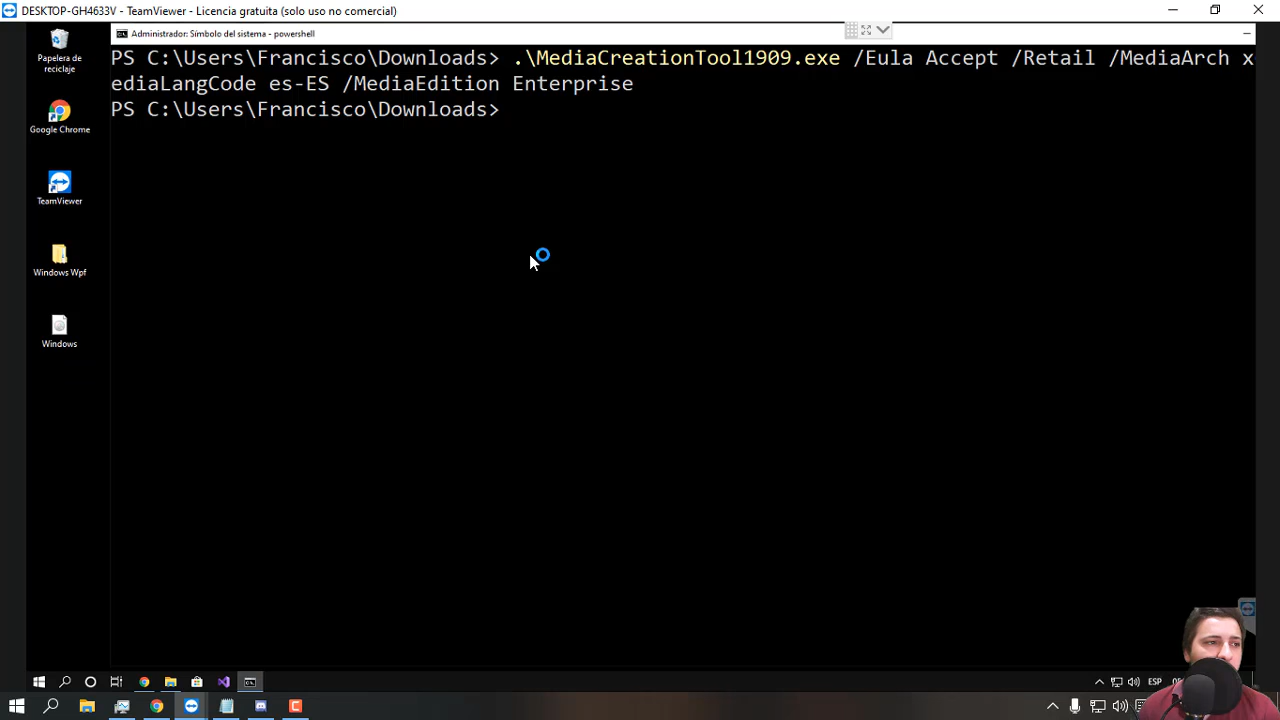 DESKTOP-GH4633V - TeamViewer - Licencia gratuita (solo uso no comercial)
Administrador: Símbolo del sistema - powershell
PS C:\Users\Francisco\Downloads> .\MediaCreationTool1909.exe /Eula Accept /Retail /MediaArch x
ediaLangCode es-ES /MediaEdition Enterprise
PS C:\Users\Francisco\Downloads>
Papelera de
reciclaje
Google Chrome
TeamViewer
Windows Wpf
Windows
ESP